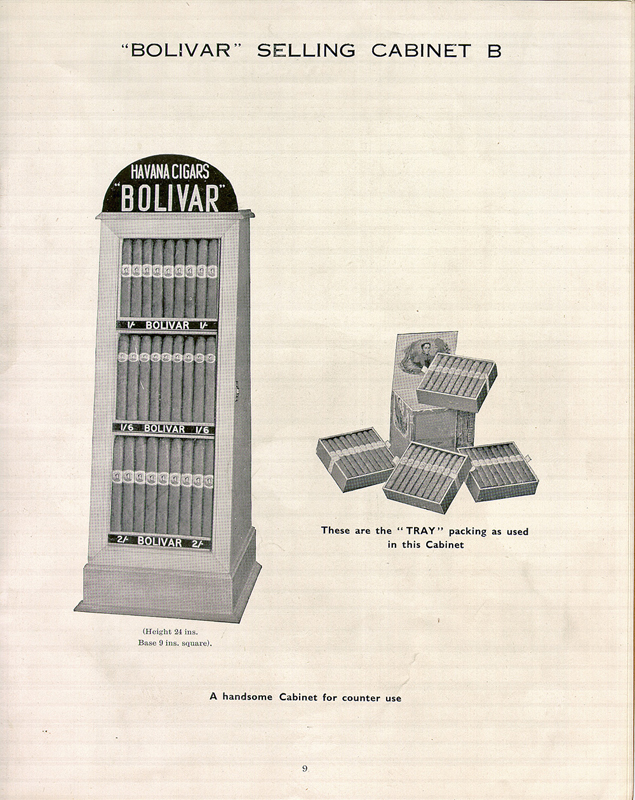 "BOLIVAR" SELLING CABINET B
HAVANA CIGARS
"BOLIVAR"
1/- BOLIVAR 1/-
1/6 BOLIVAR 1/6
2/- BOLIVAR 2/-
These are the "TRAY" packing as used
in this Cabinet
(Height 24 ins.
Base 9 ins. square).
A handsome Cabinet for counter use
9